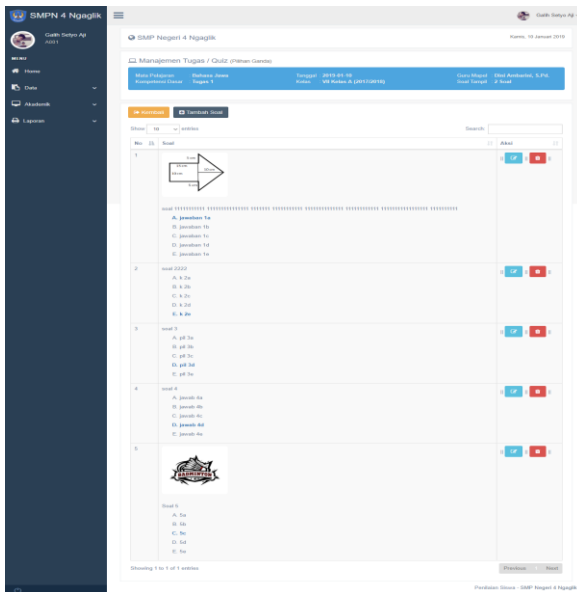 SMPN 4 Ngaglik
Galih Setyo Aji
Galih Setyo Aji
A001
MENU
Home
Data
Akademik
Laporan
SMP Negeri 4 Ngaglik
Kamis, 10 Januari 2019
Manajemen Tugas / Quiz (Pilihan Ganda)
Mata Pelajaran : Bahasa Jawa
Kompetensi Dasar : Tugas 1
Tanggal : 2019-01-10
Kelas : VII Kelas A (2017/2018)
Guru Mapel
Soal Tampil : 2 Soal
Kembali
Tambah Soal
Show 10 entries
Search:
No Soal Aksi
1
A. jawaban 1a
B. jawaban 1b
C. jawaban 1c
D. jawaban 1d
E. jawaban 1e
2 soal 2222
A. k 2a
B. k 2b
C. k 2c
D. k 2d
E. k 2e
3 soal 3
A. pil 3a
B. pil 3b
C. pil 3c
D. pil 3d
E. pil 3e
4 soal 4
A. jawab 4a
B. jawab 4b
C. jawab 4c
D. jawab 4d
E. jawab 4e
5
BADMINTON
Soal 5
A. 5a
B. 5b
C. 5c
D. 5d
E. 5e
Showing 1 to 1 of 1 entries
Previous 1 Next
Penilaian Siswa - SMP Negeri 4 Ngaglik